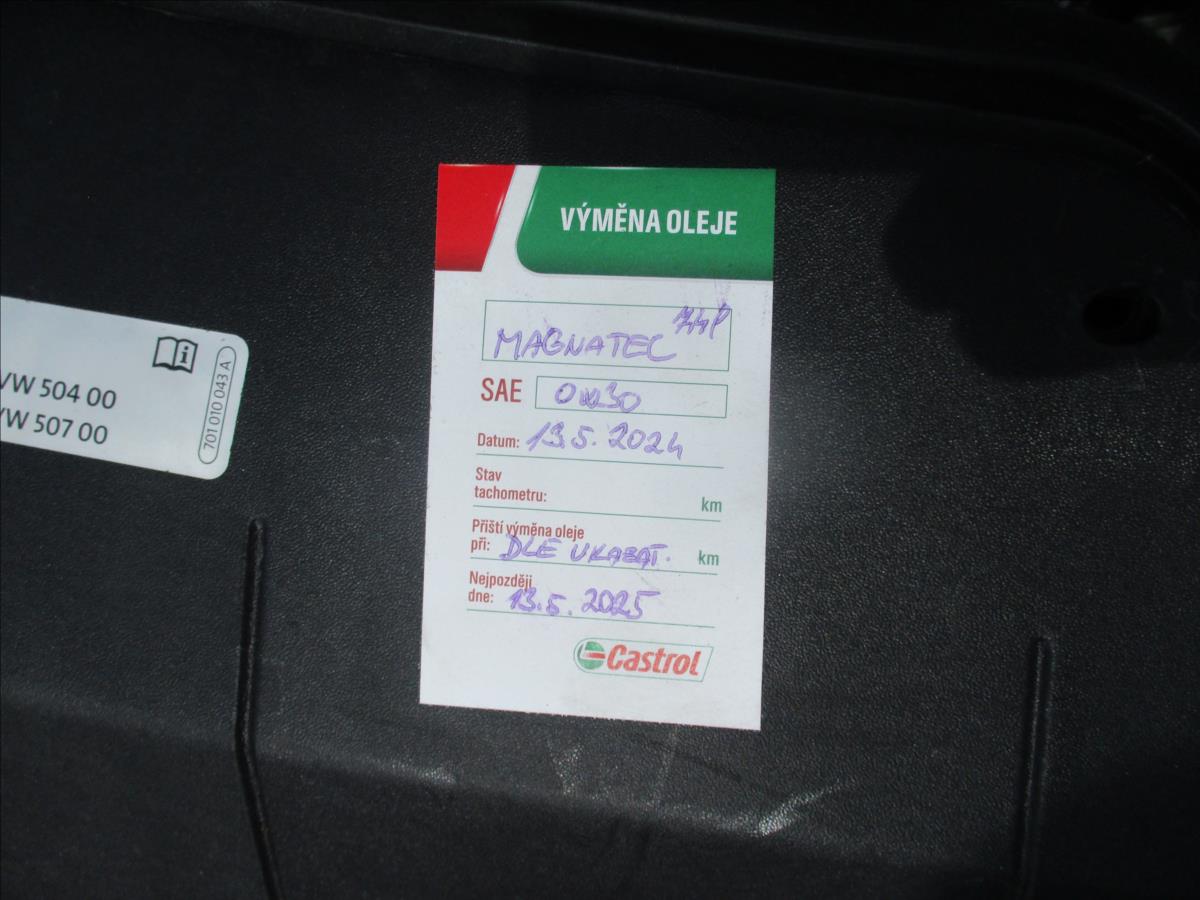 VÝMĚNA OLEJE
MAGNATEC
SAE 0W30
Datum: 13.5.2024
Stav
tachometru: km
Příští výměna oleje
při: DLE UKAZAT. km
Nejpozději
dne: 13.5.2025
Castrol
VW 504 00
VW 507 00
701 010 043 A